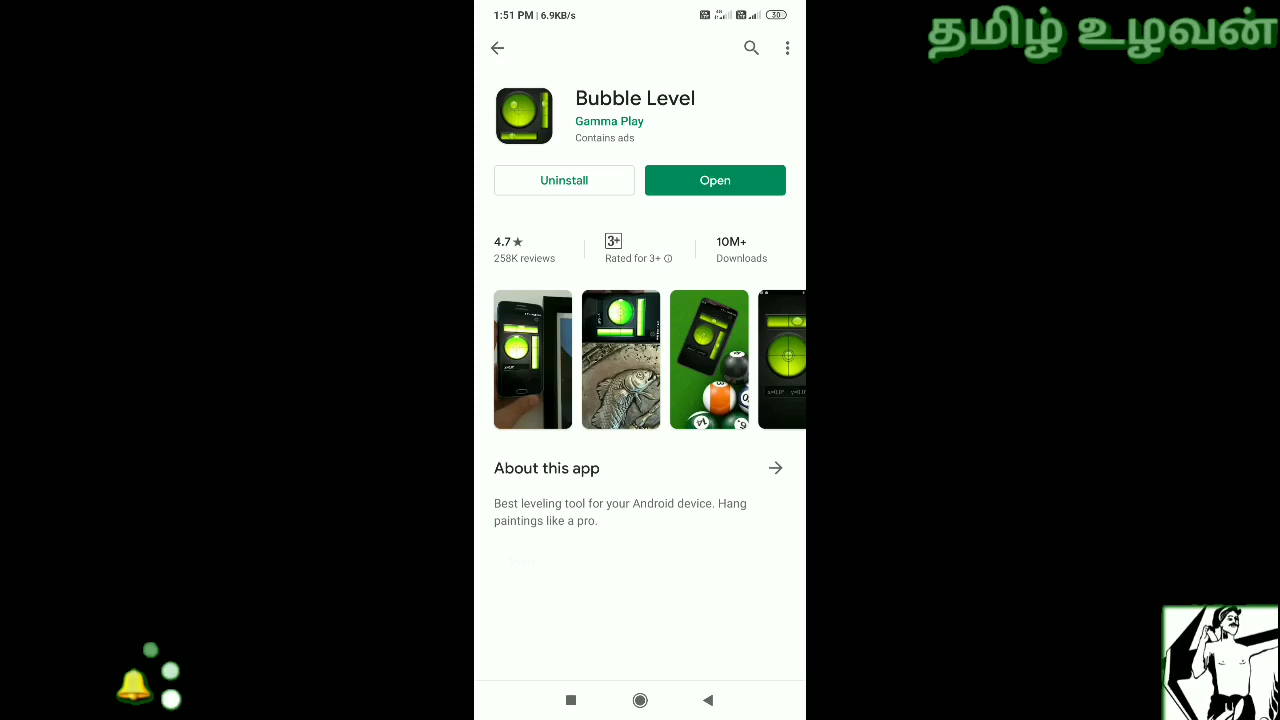 1:51 PM | 6.9KB/s
30
தமிழ் உழவன்
Bubble Level
Gamma Play
Contains ads
Uninstall
Open
4.7★
258K reviews
3+
Rated for 3+
10M+
Downloads
About this app
Best leveling tool for your Android device. Hang
paintings like a pro.